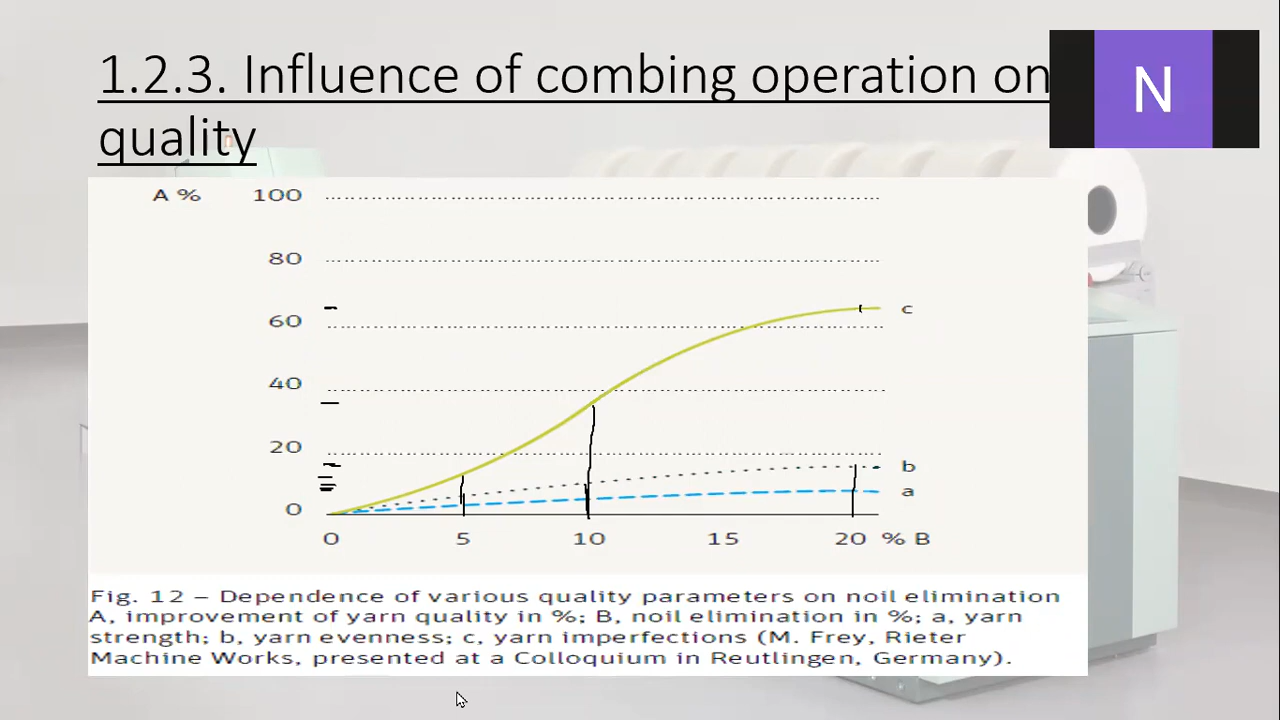 1.2.3. Influence of combing operation on
quality
N
A % 100
80
60
40
20
0
c
b
a
0 5 10 15 20 % B
Fig. 12 – Dependence of various quality parameters on noil elimination
A, improvement of yarn quality in %; B, noil elimination in %; a, yarn
strength; b, yarn evenness; c, yarn imperfections (M. Frey, Rieter
Machine Works, presented at a Colloquium in Reutlingen, Germany).